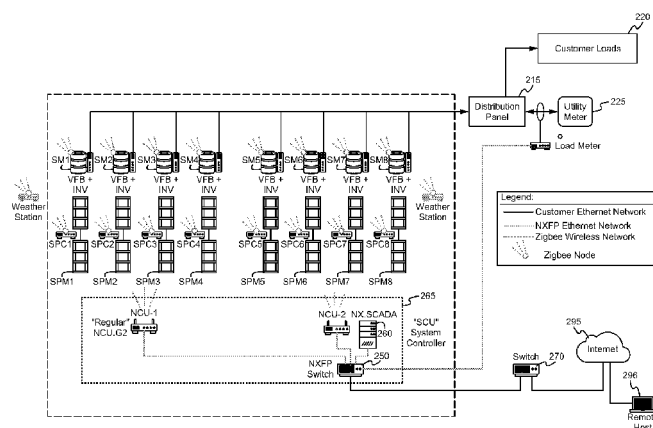 220
Customer Loads
215
Distribution
Panel
Utility
Meter
225
Load Meter
SM1
SM2
SM3
SM4
SM5
SM6
SM7
SM8
VFB +
INV
VFB +
INV
VFB +
INV
VFB +
INV
VFB +
INV
VFB +
INV
VFB +
INV
VFB +
INV
Weather
Station
Weather
Station
SPC1
SPC2
SPC3
SPC4
SPC5
SPC6
SPC7
SPC8
SPM1
SPM2
SPM3
SPM4
SPM5
SPM6
SPM7
SPM8
Legend:
Customer Ethernet Network
NXFP Ethernet Network
Zigbee Wireless Network
Zigbee Node
265
NCU-1
"Regular"
NCU.G2
NCU-2
NX.SCADA
260
"SCU"
System
Controller
NXFP
Switch
250
Switch
270
295
Internet
296
Remote
Host